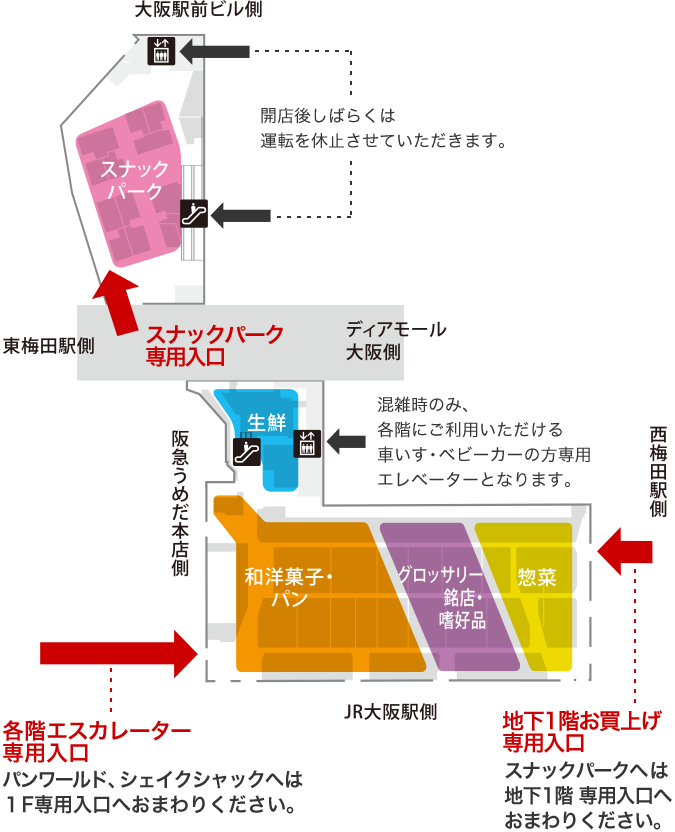 大阪駅前ビル側
開店後しばらくは
運転を休止させていただきます。
スナック
パーク
東梅田駅側
スナックパーク
専用入口
ディアモール
大阪側
生鮮
混雑時のみ、
各階にご利用いただける
車いす・ベビーカーの方専用
エレベーターとなります。
阪急うめだ本店側
西梅田駅側
和洋菓子・
パン
グロッサリー
銘店・
嗜好品
惣菜
JR大阪駅側
各階エスカレーター
専用入口
パンワールド、シェイクシャックへは
１F専用入口へおまわりください。
地下1階お買上げ
専用入口
スナックパークへは
地下1階 専用入口へ
おまわりください。